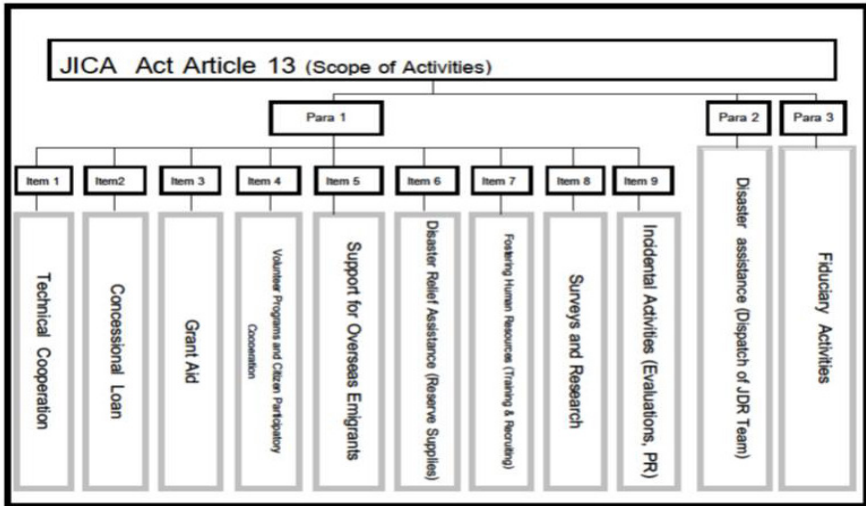 JICA Act Article 13 (Scope of Activities)
Para 1
Para 2
Para 3
Item 1
Item2
Item 3
Item 4
Item 5
Item 6
Item 7
Item 8
Item 9
Technical Cooperation
Concessional Loan
Grant Aid
Volunteer Programs and Citizen Participatory
Cooperation
Support for Overseas Emigrants
Disaster Relief Assistance (Reserve Supplies)
Fostering Human Resources (Training & Recruiting)
Surveys and Research
Incidental Activities (Evaluations, PR)
Disaster assistance (Dispatch of JDR Team)
Fiduciary Activities